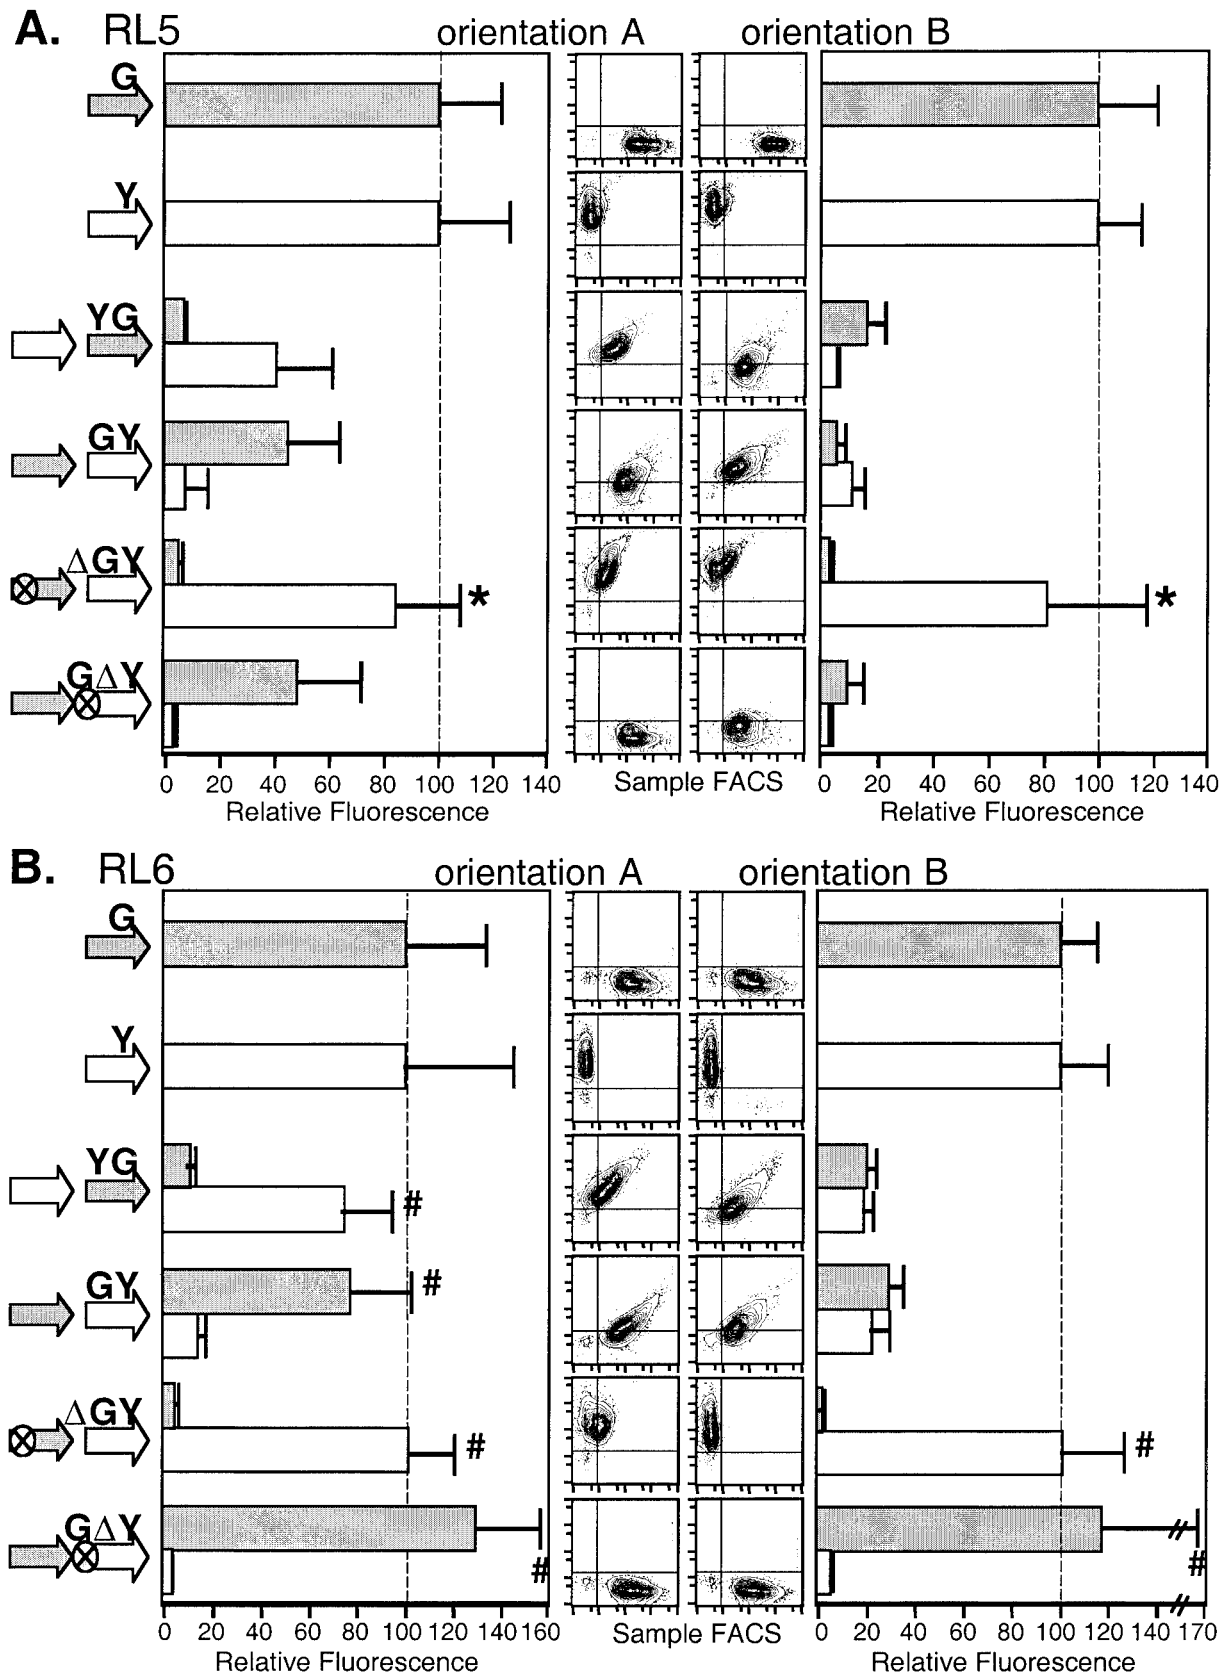 A. RL5 orientation A orientation B
G
Y
YG
GY
ΔGY
*
*
GΔY
0 20 40 60 80 100 120 140
Sample FACS
0 20 40 60 80 100 120 140
Relative Fluorescence
Relative Fluorescence
B. RL6 orientation A orientation B
G
Y
YG
#
GY
#
ΔGY
#
#
GΔY
#
#
0 20 40 60 80 100 120 160
Sample FACS
0 20 40 60 80 100 120 170
Relative Fluorescence
Relative Fluorescence